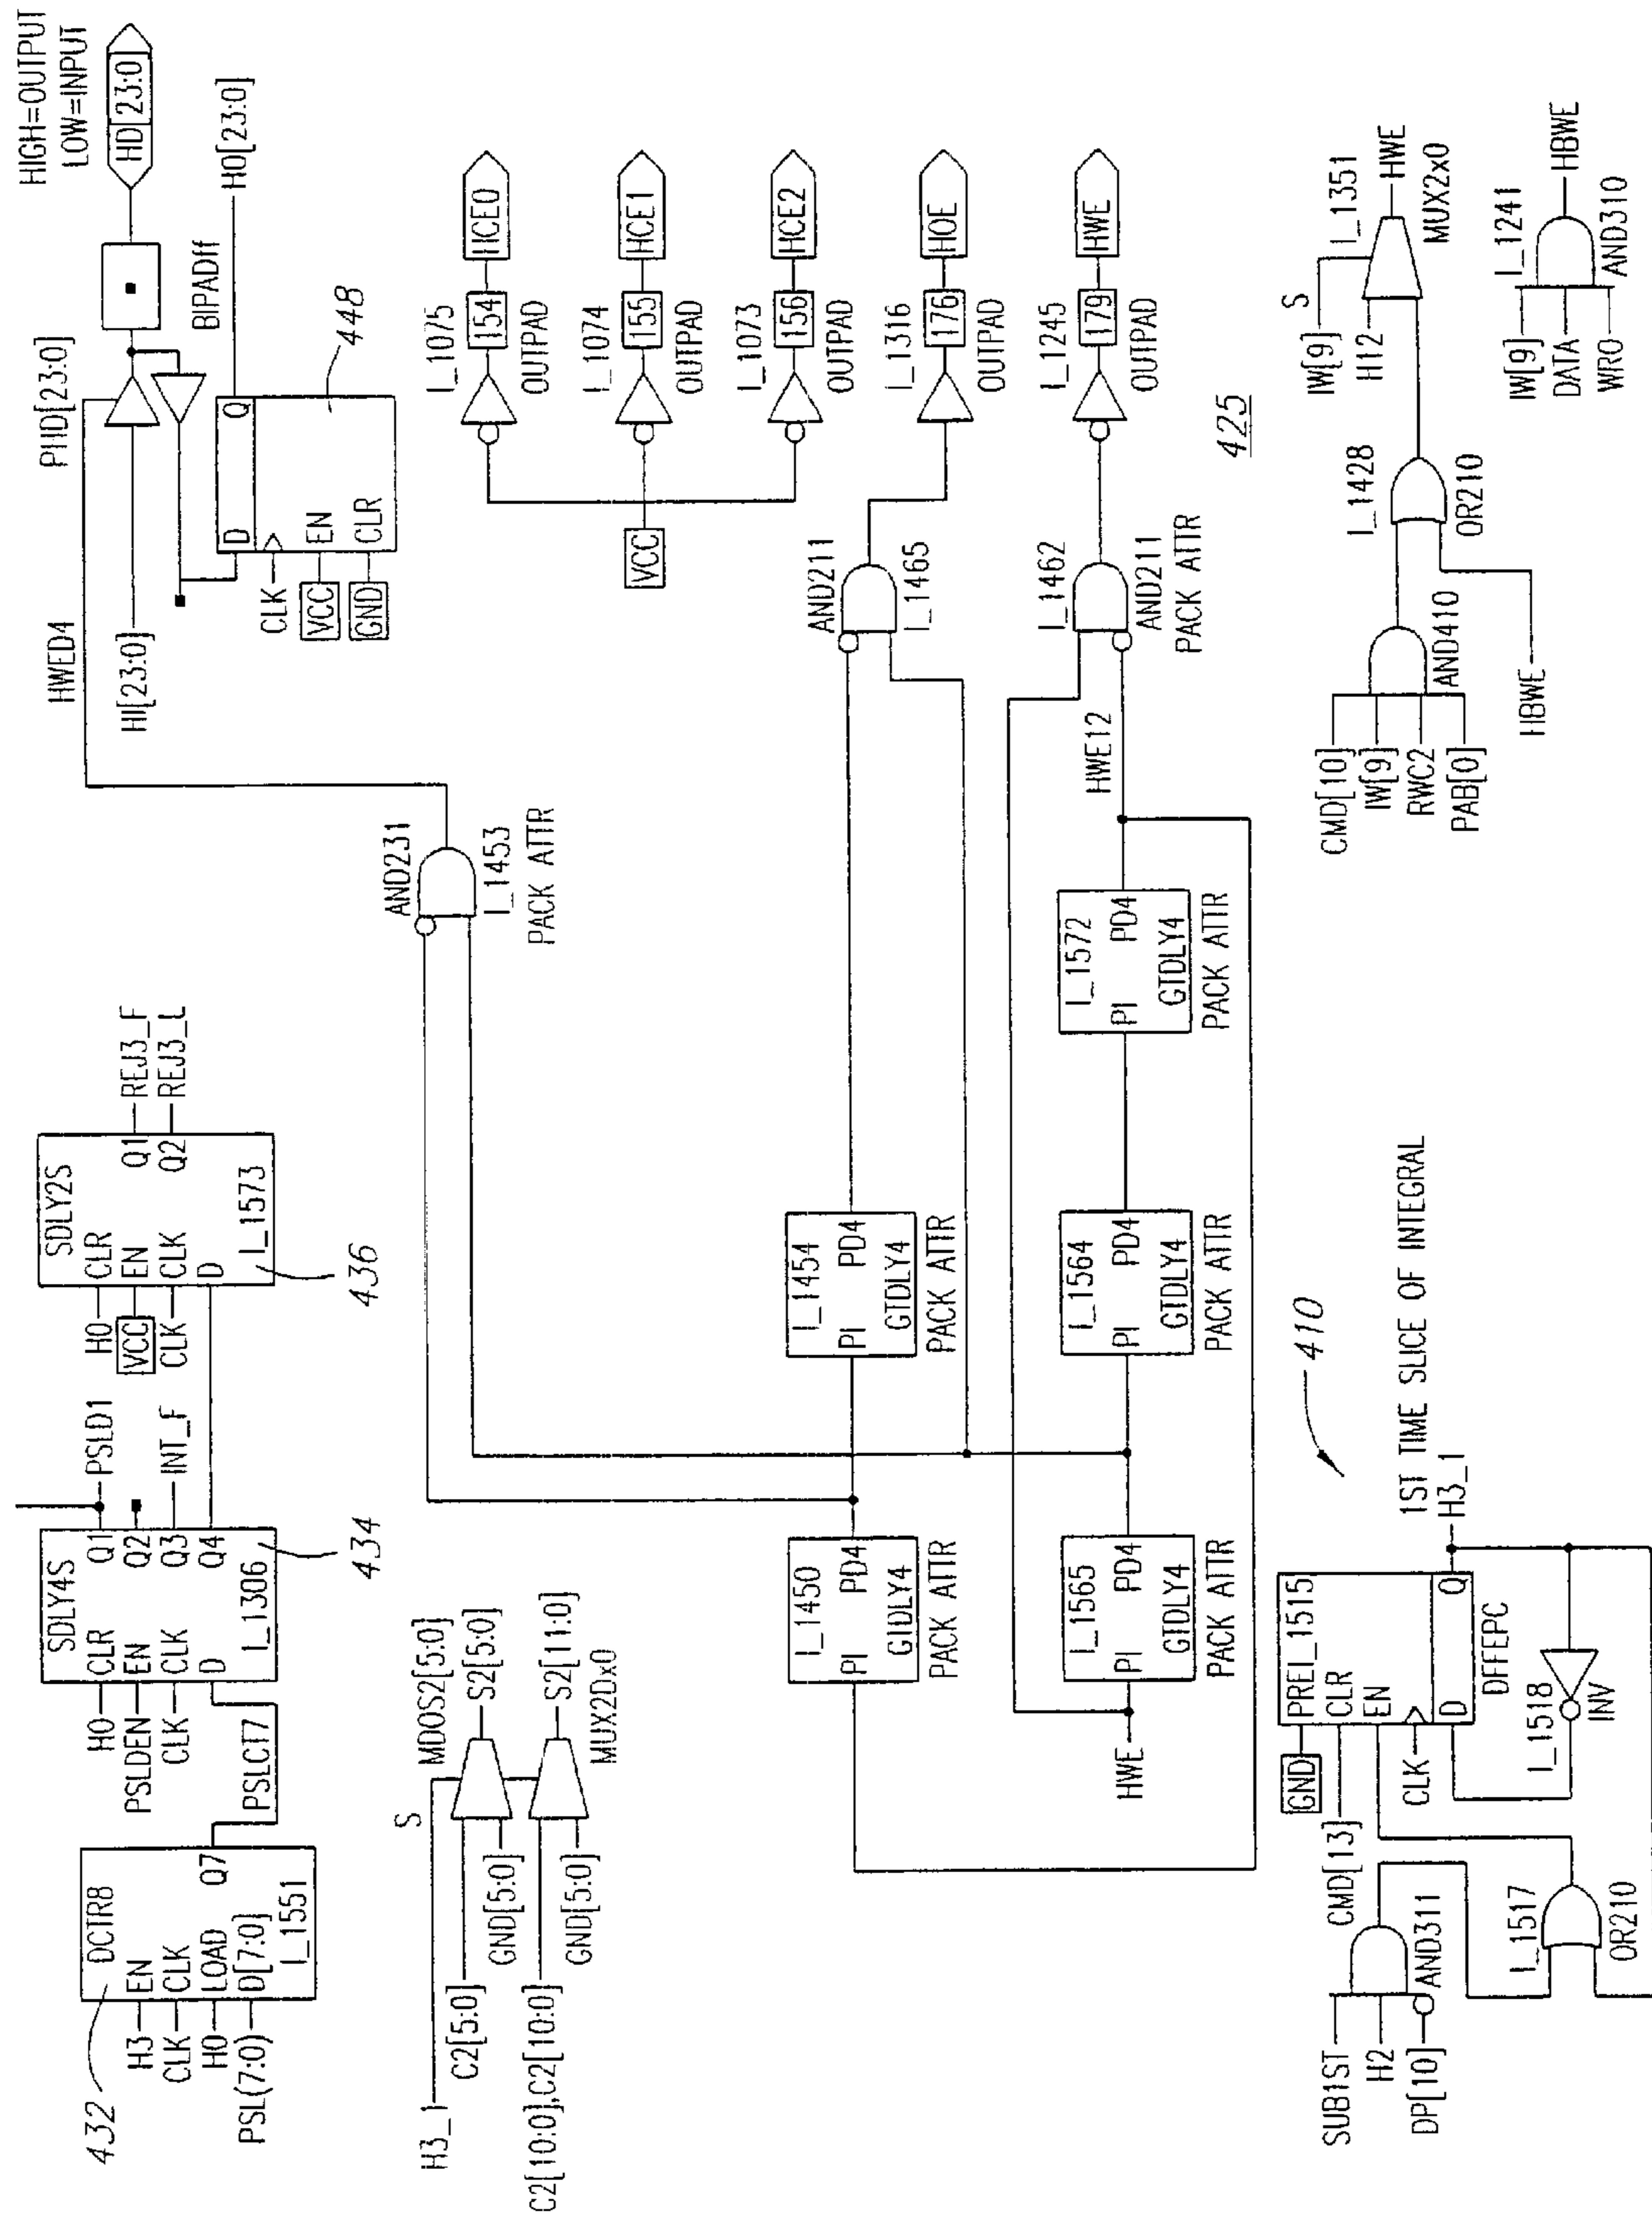 432
DCTR8
H3
EN
CLK
CLK
H0
LOAD
PSL(7:0)
D[7:0]
Q7
I_1551
PSLCT7
SDLY4S
H0
CLR
PSLDEN
EN
CLK
CLK
D
Q1
Q2
Q3
Q4
I_1306
434
PSLD1
INT_F
SDLY2S
H0
CLR
VCC
EN
CLK
CLK
D
Q1
Q2
I_1573
436
REJ3_F
REJ3_L
HWED4
PHD[23:0]
HI[23:0]
HIGH=OUTPUT
LOW=INPUT
HD[23:0]
BIPADff
D
Q
HO[23:0]
CLK
VCC
EN
GND
CLR
448
H3_1
S
C2[5:0]
GND[5:0]
MDOS2[5:0]
S2[5:0]
C2[10:0],C2[10:0]
GND[5:0]
S2[11:0]
MUX2Dx0
AND231
I_1453
PACK ATTR
VCC
I_1075
154
OUTPAD
HCE0
I_1074
155
OUTPAD
HCE1
I_1073
156
OUTPAD
HCE2
I_1316
176
OUTPAD
HOE
I_1245
179
OUTPAD
HWE
I_1450
PI
PD4
GTDLY4
PACK ATTR
I_1454
PI
PD4
GTDLY4
PACK ATTR
AND211
I_1465
HWE
I_1565
PI
PD4
GTDLY4
PACK ATTR
I_1564
PI
PD4
GTDLY4
PACK ATTR
I_1572
PI
PD4
GTDLY4
PACK ATTR
HWE12
I_1462
AND211
PACK ATTR
425
410
1ST TIME SLICE OF INTEGRAL
H3_1
SUB1ST
H2
DP[10]
AND311
CMD[13]
GND
PREI_1515
CLR
EN
CLK
D
Q
DFFEPC
I_1517
OR210
I_1518
INV
CMD[10]
IW[9]
RWC2
PAB[0]
AND410
HBWE
I_1428
OR210
IW[9]
S
H12
I_1351
HWE
MUX2x0
IW[9]
DATA
WRO
I_1241
HBWE
AND310